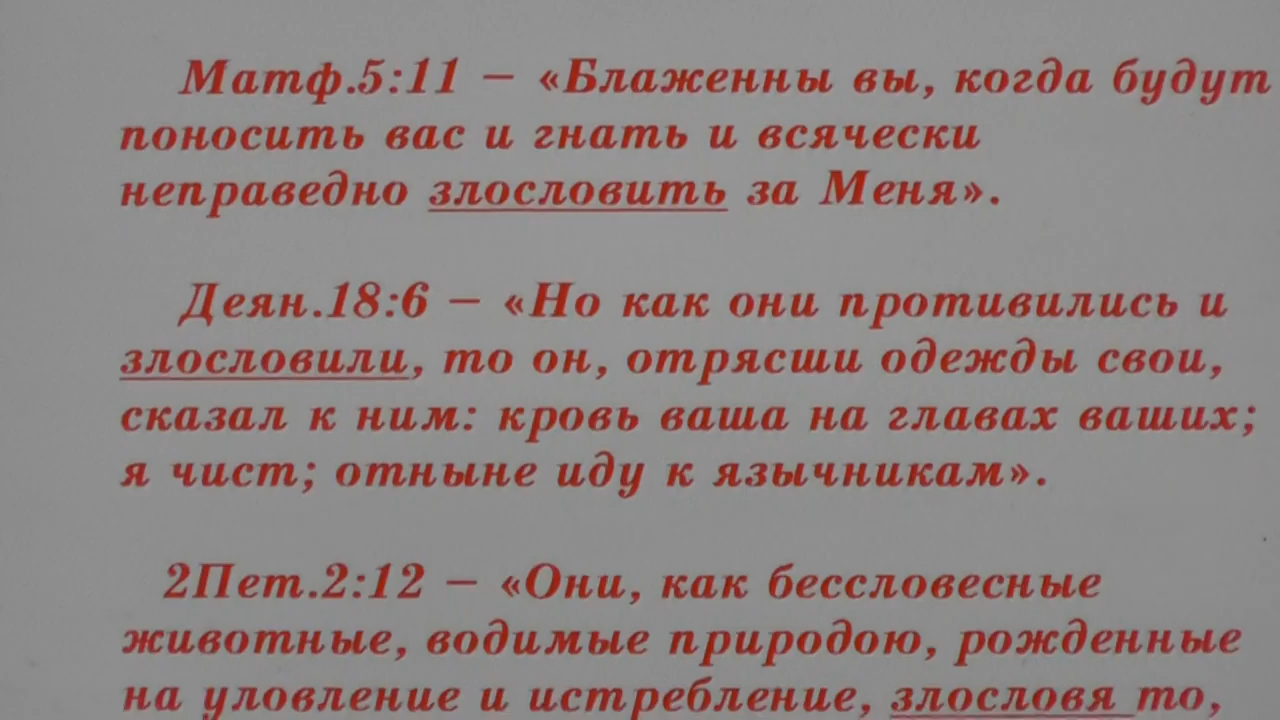 Матф.5:11 – «Блаженны вы, когда будут
поносить вас и гнать и всячески
неправедно злословить за Меня».
Деян.18:6 – «Но как они противились и
злословили, то он, отрясши одежды свои,
сказал к ним: кровь ваша на главах ваших;
я чист; отныне иду к язычникам».
2Пет.2:12 – «Они, как бессловесные
животные, водимые природою, рожденные
на уловление и истребление, злословя то,